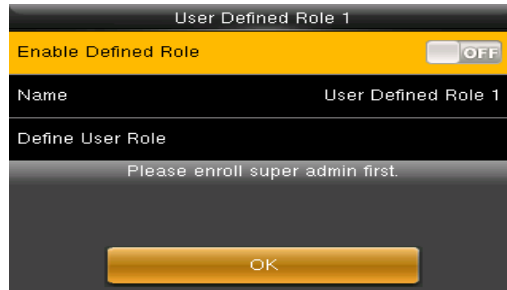 User Defined Role 1
Enable Defined Role OFF
Name User Defined Role 1
Define User Role
Please enroll super admin first.
OK